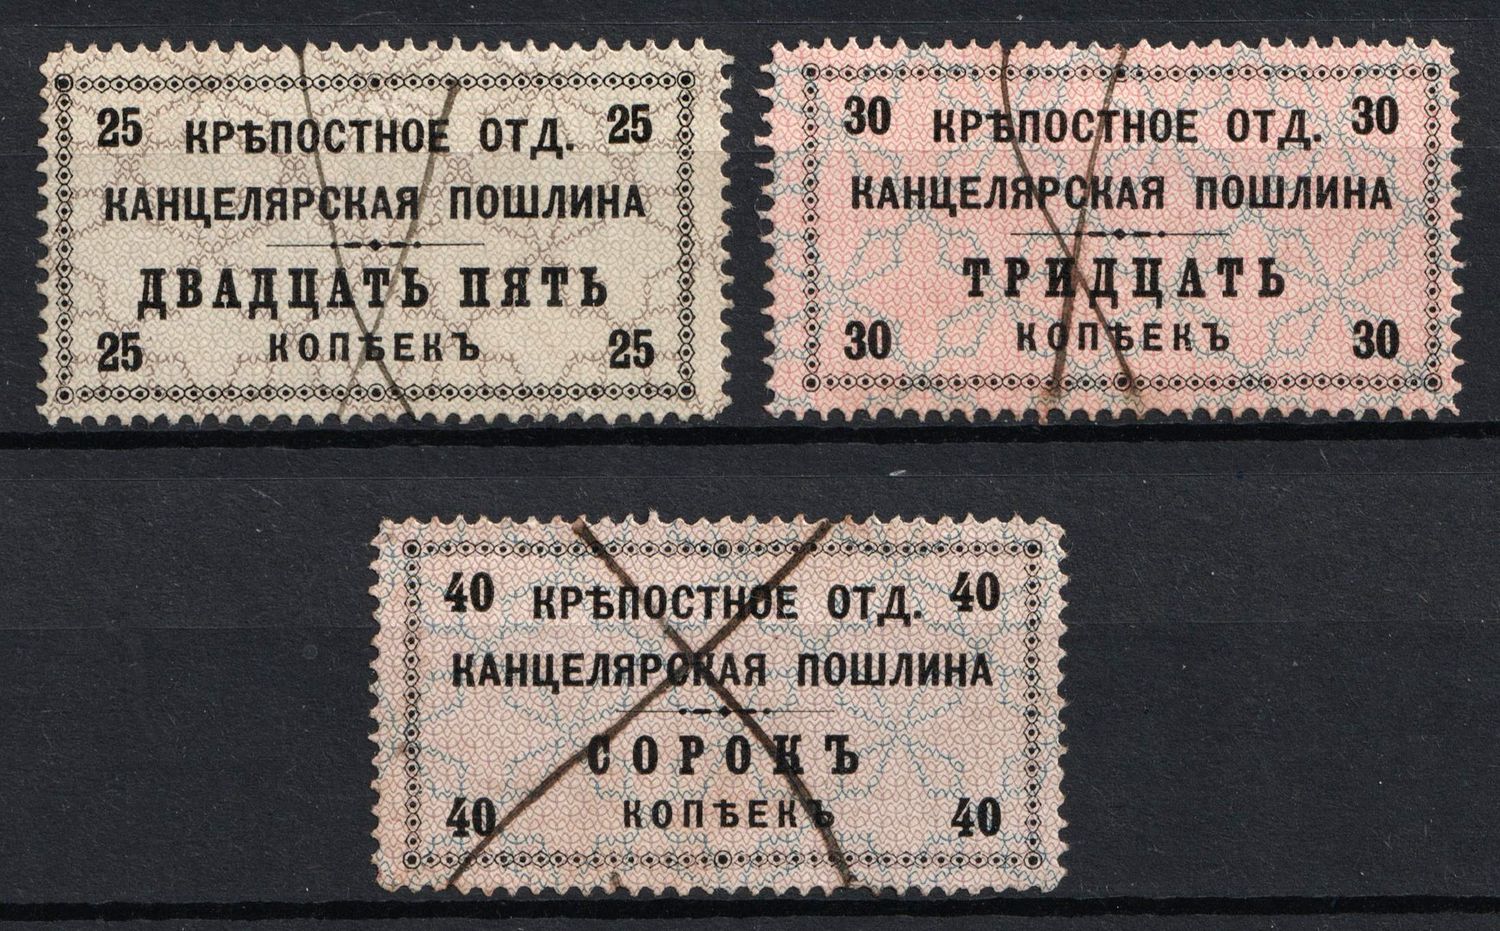 25 КРѢПОСТНОЕ ОТД. 25
КАНЦЕЛЯРСКАЯ ПОШЛИНА
ДВАДЦАТЬ ПЯТЬ
25 КОПѢЕКЪ 25
30 КРѢПОСТНОЕ ОТД. 30
КАНЦЕЛЯРСКАЯ ПОШЛИНА
ТРИДЦАТЬ
30 КОПѢЕКЪ 30
40 КРѢПОСТНОЕ ОТД. 40
КАНЦЕЛЯРСКАЯ ПОШЛИНА
СОРОКЪ
40 КОПѢЕКЪ 40